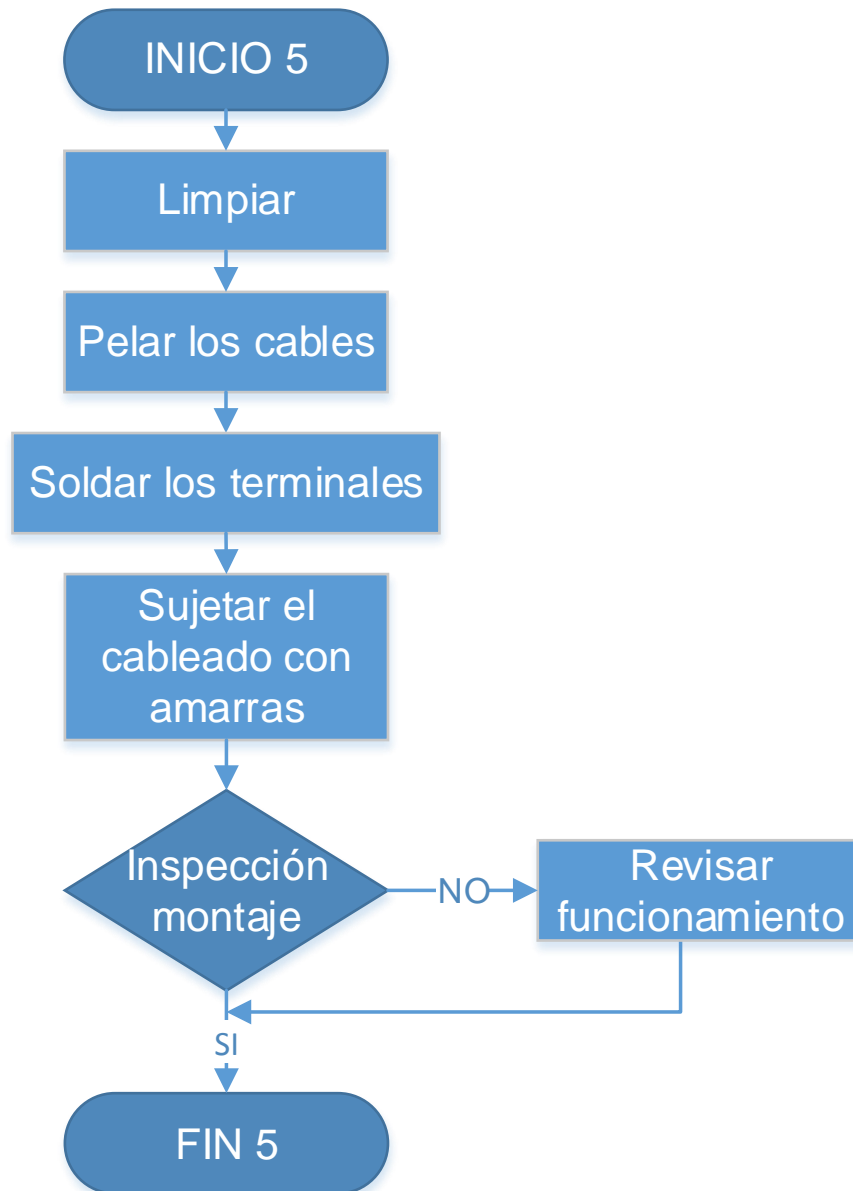 INICIO 5
Limpiar
Pelar los cables
Soldar los terminales
Sujetar el
cableado con
amarras
Inspección
montaje
NO
Revisar
funcionamiento
SI
FIN 5